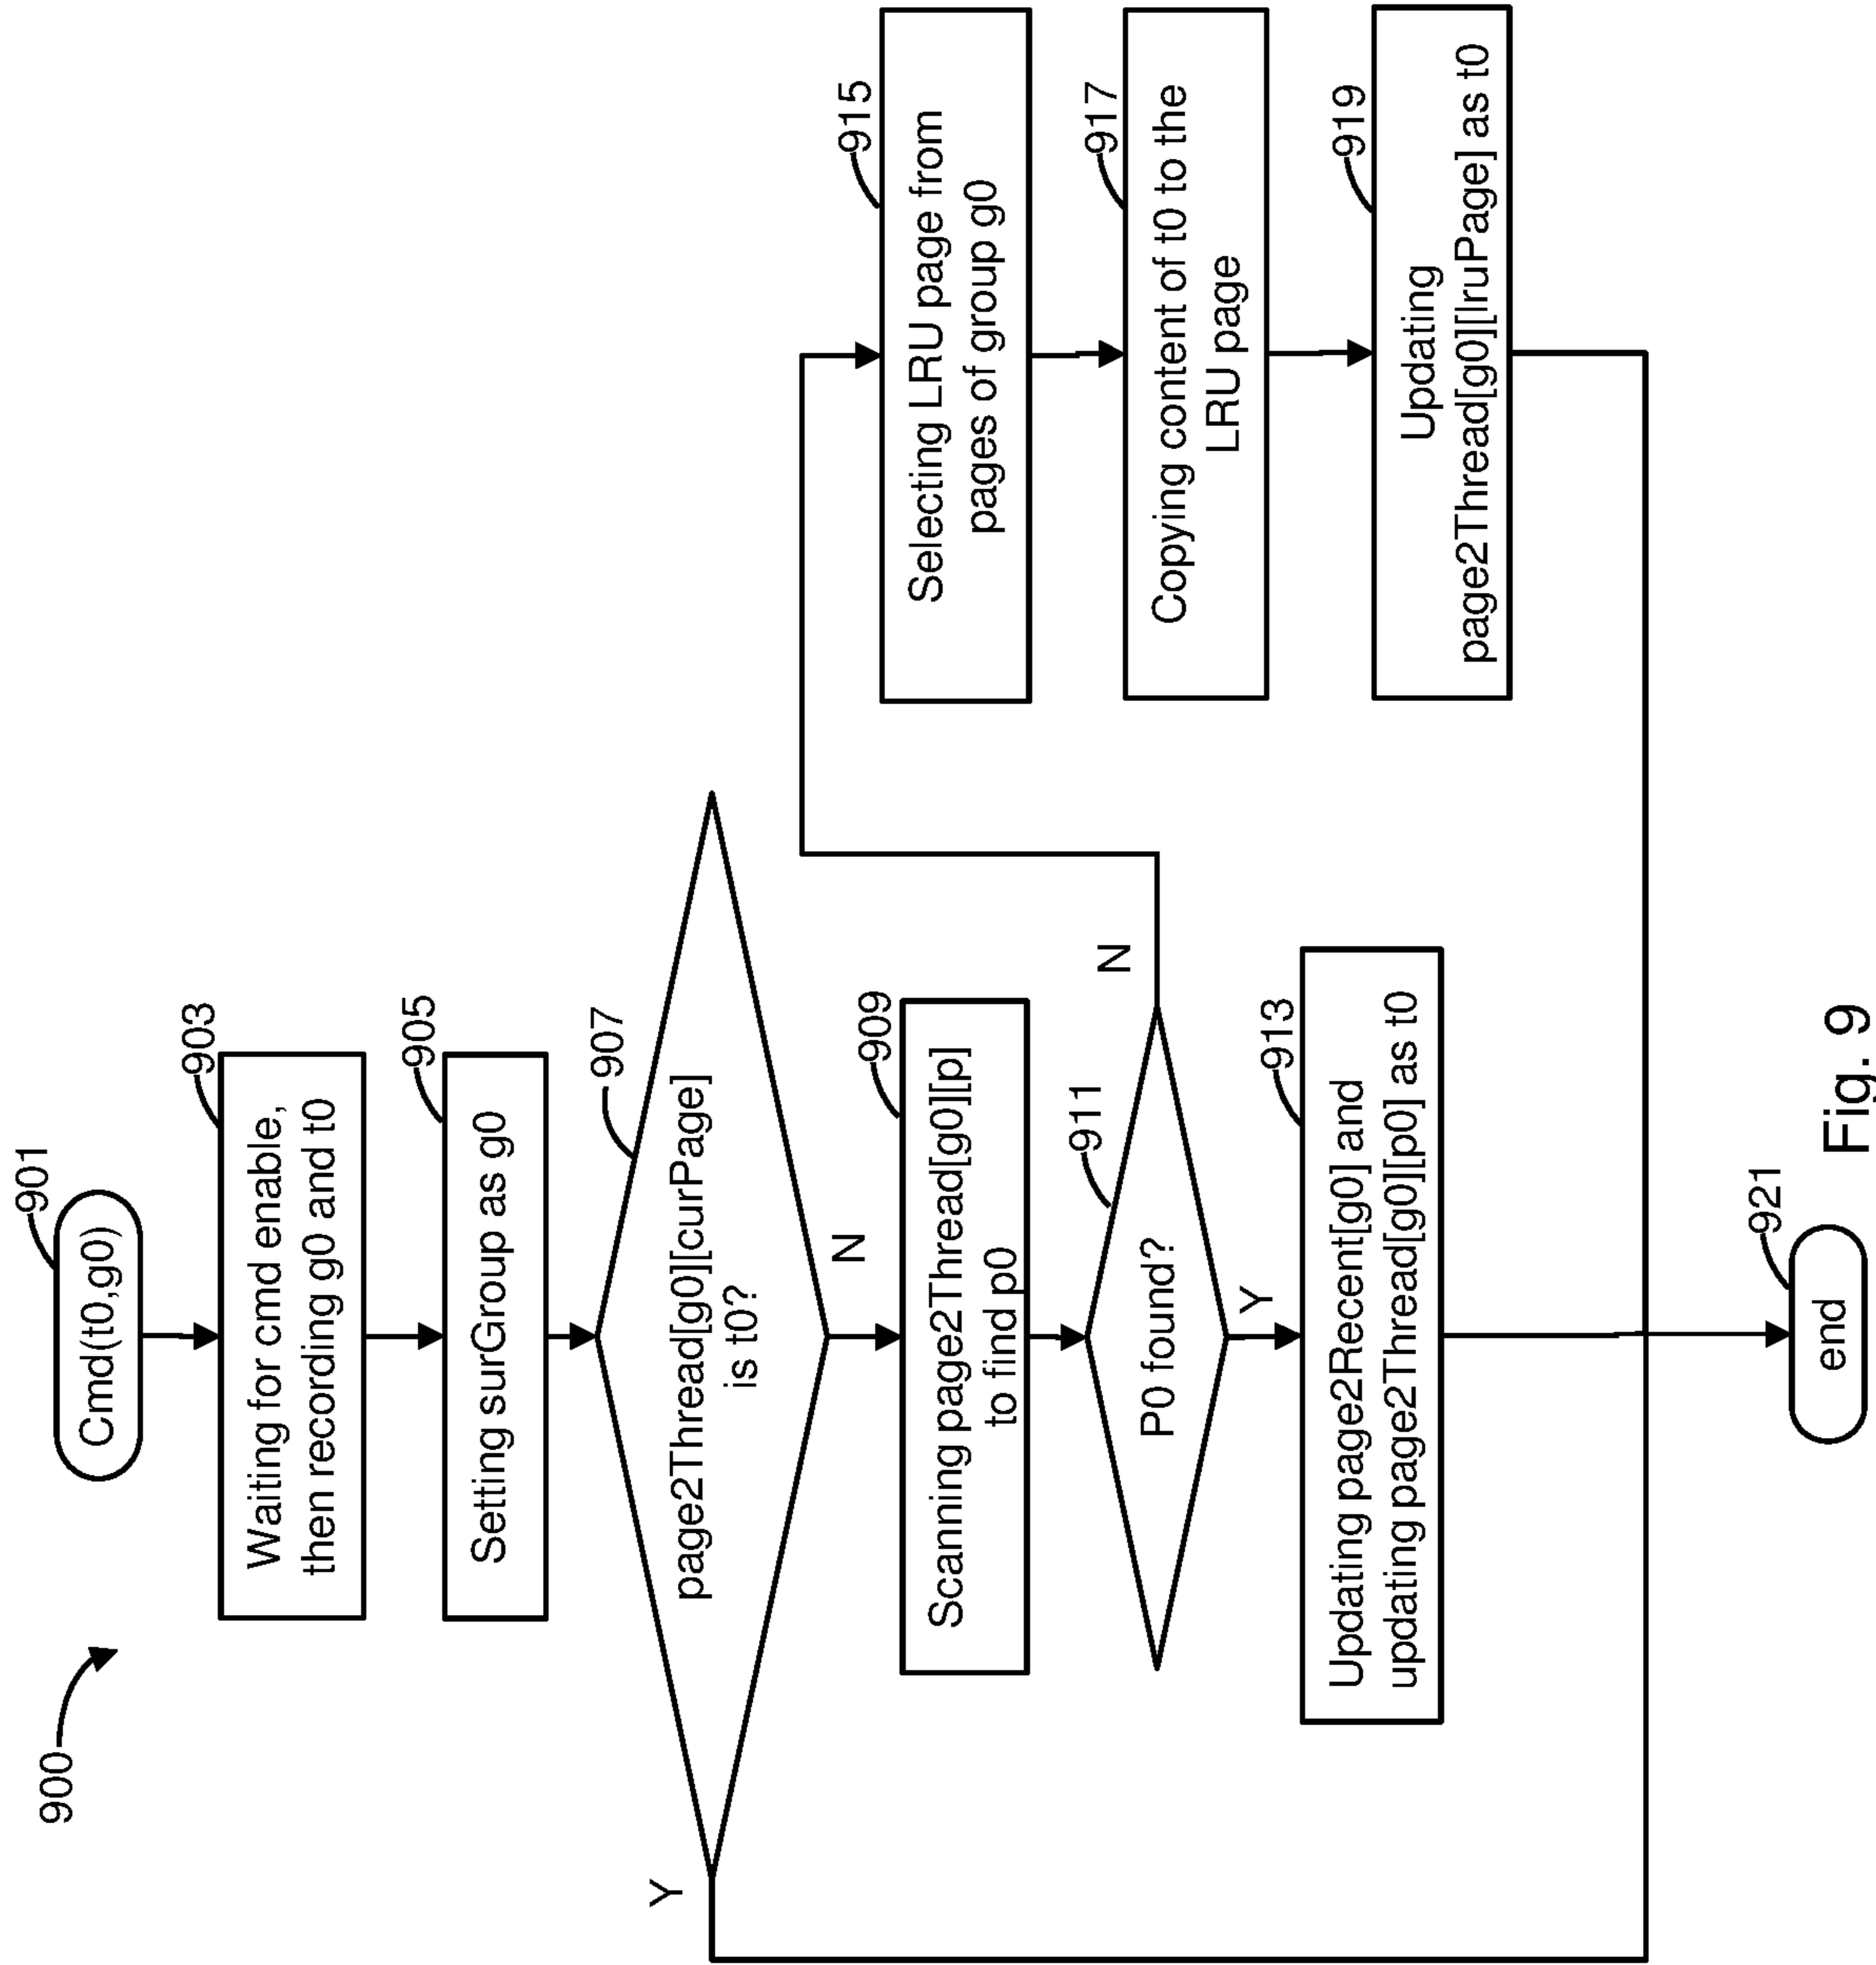 900
901
Cmd(t0,g0)
903
Waiting for cmd enable,
then recording g0 and t0
905
Setting surGroup as g0
907
page2Thread[g0][curPage]
is t0?
Y
N
909
Scanning page2Thread[g0][p]
to find p0
911
P0 found?
N
Y
913
Updating page2Recent[g0] and
updating page2Thread[g0][p0] as t0
915
Selecting LRU page from
pages of group g0
917
Copying content of t0 to the
LRU page
919
Updating
page2Thread[g0][lruPage] as t0
921
end
Fig. 9